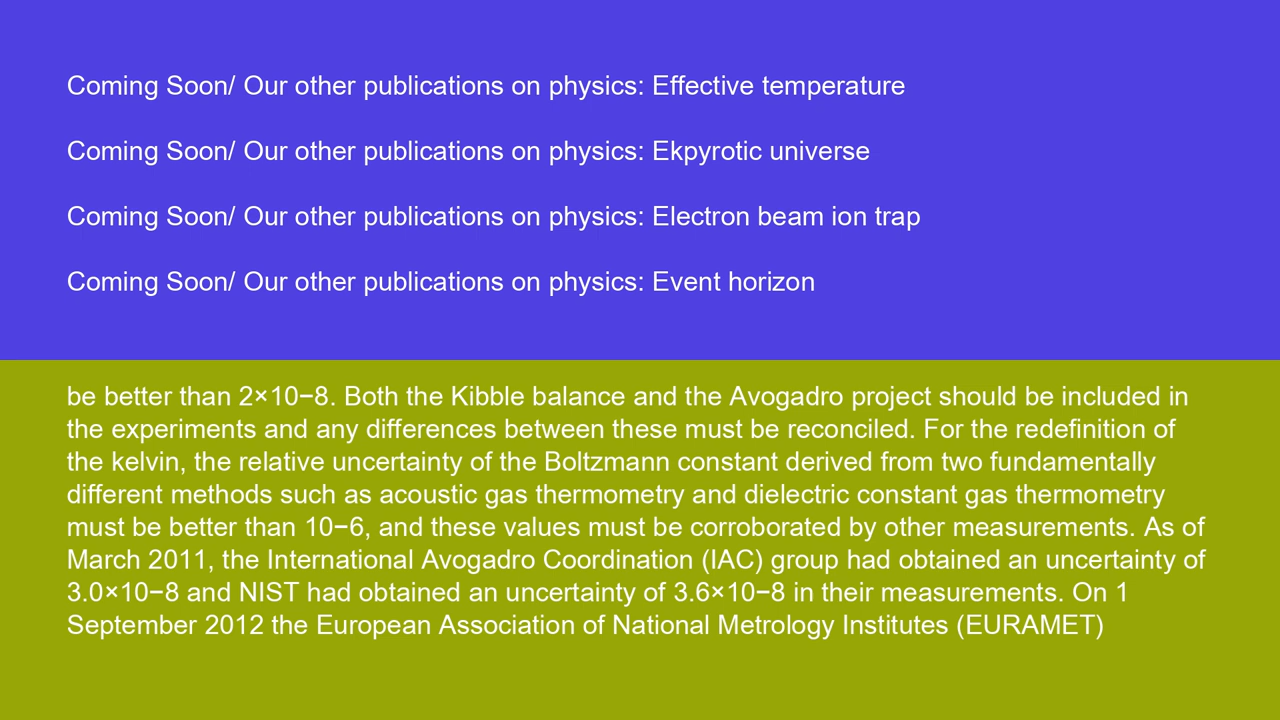 Coming Soon/ Our other publications on physics: Effective temperature
Coming Soon/ Our other publications on physics: Ekpyrotic universe
Coming Soon/ Our other publications on physics: Electron beam ion trap
Coming Soon/ Our other publications on physics: Event horizon
be better than 2×10−8. Both the Kibble balance and the Avogadro project should be included in
the experiments and any differences between these must be reconciled. For the redefinition of
the kelvin, the relative uncertainty of the Boltzmann constant derived from two fundamentally
different methods such as acoustic gas thermometry and dielectric constant gas thermometry
must be better than 10−6, and these values must be corroborated by other measurements. As of
March 2011, the International Avogadro Coordination (IAC) group had obtained an uncertainty of
3.0×10−8 and NIST had obtained an uncertainty of 3.6×10−8 in their measurements. On 1
September 2012 the European Association of National Metrology Institutes (EURAMET)